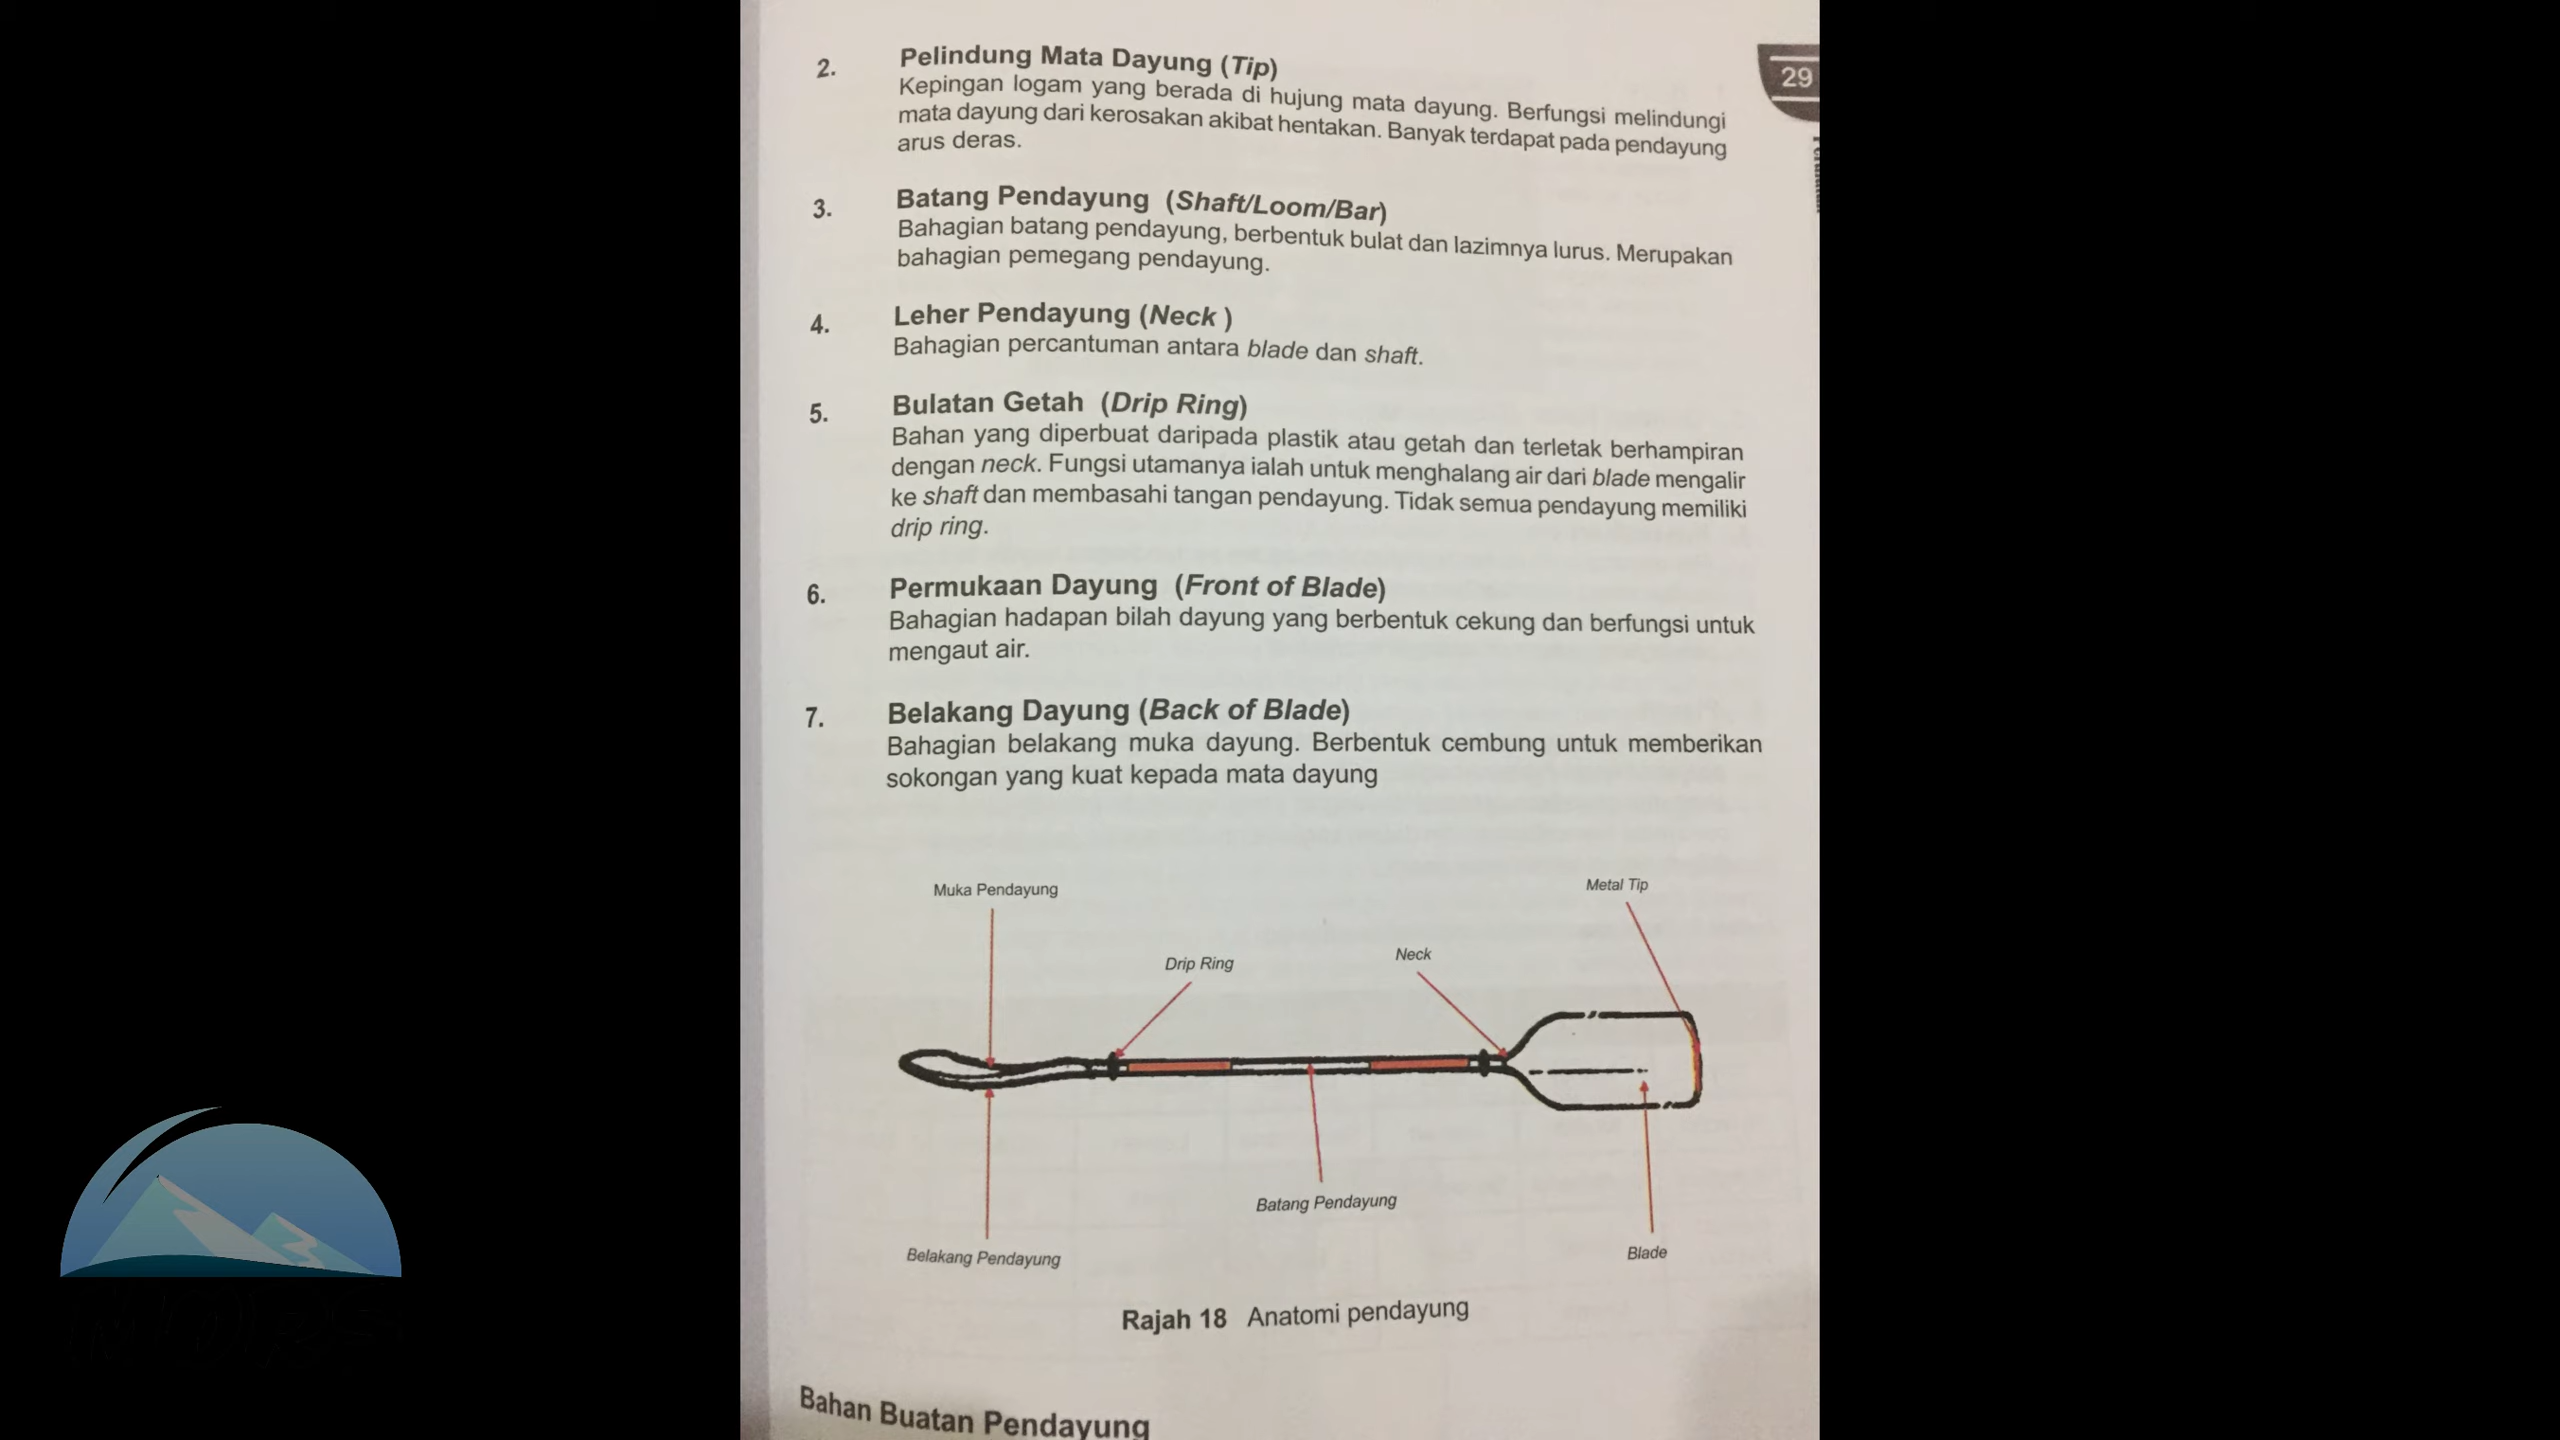 29
2. Pelindung Mata Dayung (Tip)
Kepingan logam yang berada di hujung mata dayung. Berfungsi melindungi
mata dayung dari kerosakan akibat hentakan. Banyak terdapat pada pendayung
arus deras.
3. Batang Pendayung (Shaft/Loom/Bar)
Bahagian batang pendayung, berbentuk bulat dan lazimnya lurus. Merupakan
bahagian pemegang pendayung.
4. Leher Pendayung (Neck )
Bahagian percantuman antara blade dan shaft.
5. Bulatan Getah (Drip Ring)
Bahan yang diperbuat daripada plastik atau getah dan terletak berhampiran
dengan neck. Fungsi utamanya ialah untuk menghalang air dari blade mengalir
ke shaft dan membasahi tangan pendayung. Tidak semua pendayung memiliki
drip ring.
6. Permukaan Dayung (Front of Blade)
Bahagian hadapan bilah dayung yang berbentuk cekung dan berfungsi untuk
mengaut air.
7. Belakang Dayung (Back of Blade)
Bahagian belakang muka dayung. Berbentuk cembung untuk memberikan
sokongan yang kuat kepada mata dayung
Muka Pendayung
Metal Tip
Drip Ring
Neck
Batang Pendayung
Belakang Pendayung
Blade
Rajah 18 Anatomi pendayung
Bahan Buatan Pendayung